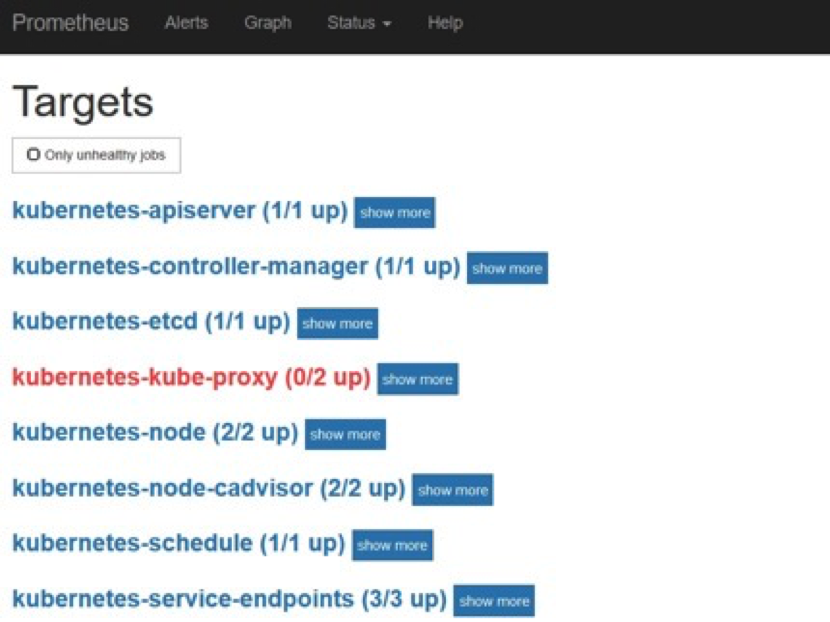 Prometheus Alerts Graph Status Help
Targets
Only unhealthy jobs
kubernetes-apiserver (1/1 up) show more
kubernetes-controller-manager (1/1 up) show more
kubernetes-etcd (1/1 up) show more
kubernetes-kube-proxy (0/2 up) show more
kubernetes-node (2/2 up) show more
kubernetes-node-cadvisor (2/2 up) show more
kubernetes-schedule (1/1 up) show more
kubernetes-service-endpoints (3/3 up) show more